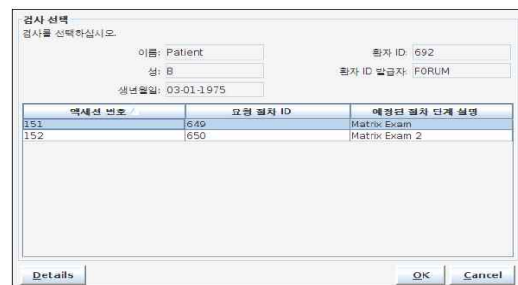 검사 선택
검사를 선택하십시오.
이름: Patient 환자 ID: 692
성: B 환자 ID 발급자: FORUM
생년월일: 03-01-1975
액세션 번호 요청 절차 ID 예정된 절차 단계 설명
151 649 Matrix Exam
152 650 Matrix Exam 2
Details OK Cancel